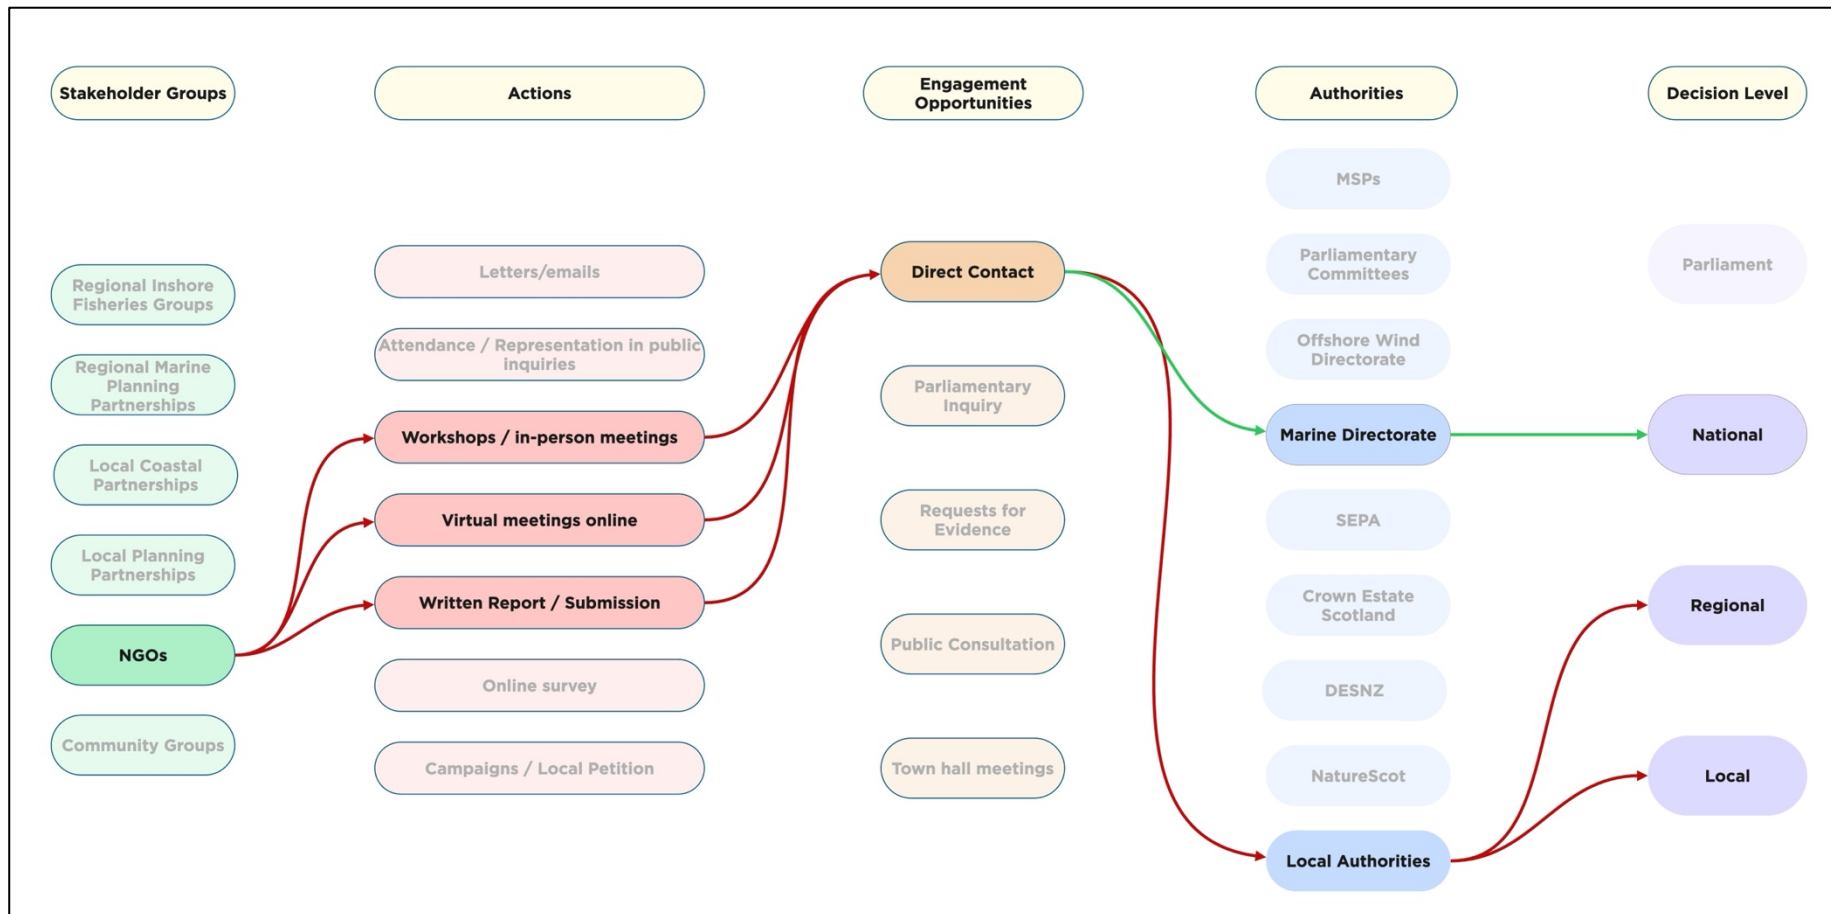 Stakeholder Groups
Actions
Engagement
Opportunities
Authorities
Decision Level
Regional Inshore
Fisheries Groups
Regional Marine
Planning
Partnerships
Local Coastal
Partnerships
Local Planning
Partnerships
NGOs
Community Groups
Letters/emails
Attendance / Representation in public
inquiries
Workshops / in-person meetings
Virtual meetings online
Written Report / Submission
Online survey
Campaigns / Local Petition
Direct Contact
Parliamentary
Inquiry
Requests for
Evidence
Public Consultation
Town hall meetings
MSPs
Parliamentary
Committees
Offshore Wind
Directorate
Marine Directorate
SEPA
Crown Estate
Scotland
DESNZ
NatureScot
Local Authorities
Parliament
National
Regional
Local